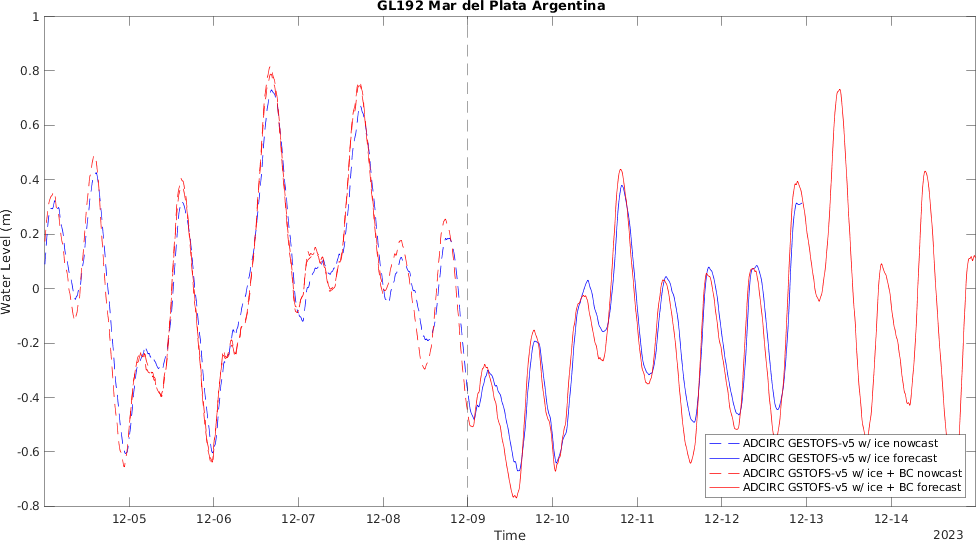 GL192 Mar del Plata Argentina
1
0.8
0.6
0.4
0.2
0
-0.2
-0.4
-0.6
-0.8
Water Level (m)
12-05 12-06 12-07 12-08 12-09 12-10 12-11 12-12 12-13 12-14
Time
2023
ADCIRC GESTOFS-v5 w/ ice nowcast
ADCIRC GESTOFS-v5 w/ ice forecast
ADCIRC GSTOFS-v5 w/ ice + BC nowcast
ADCIRC GSTOFS-v5 w/ ice + BC forecast